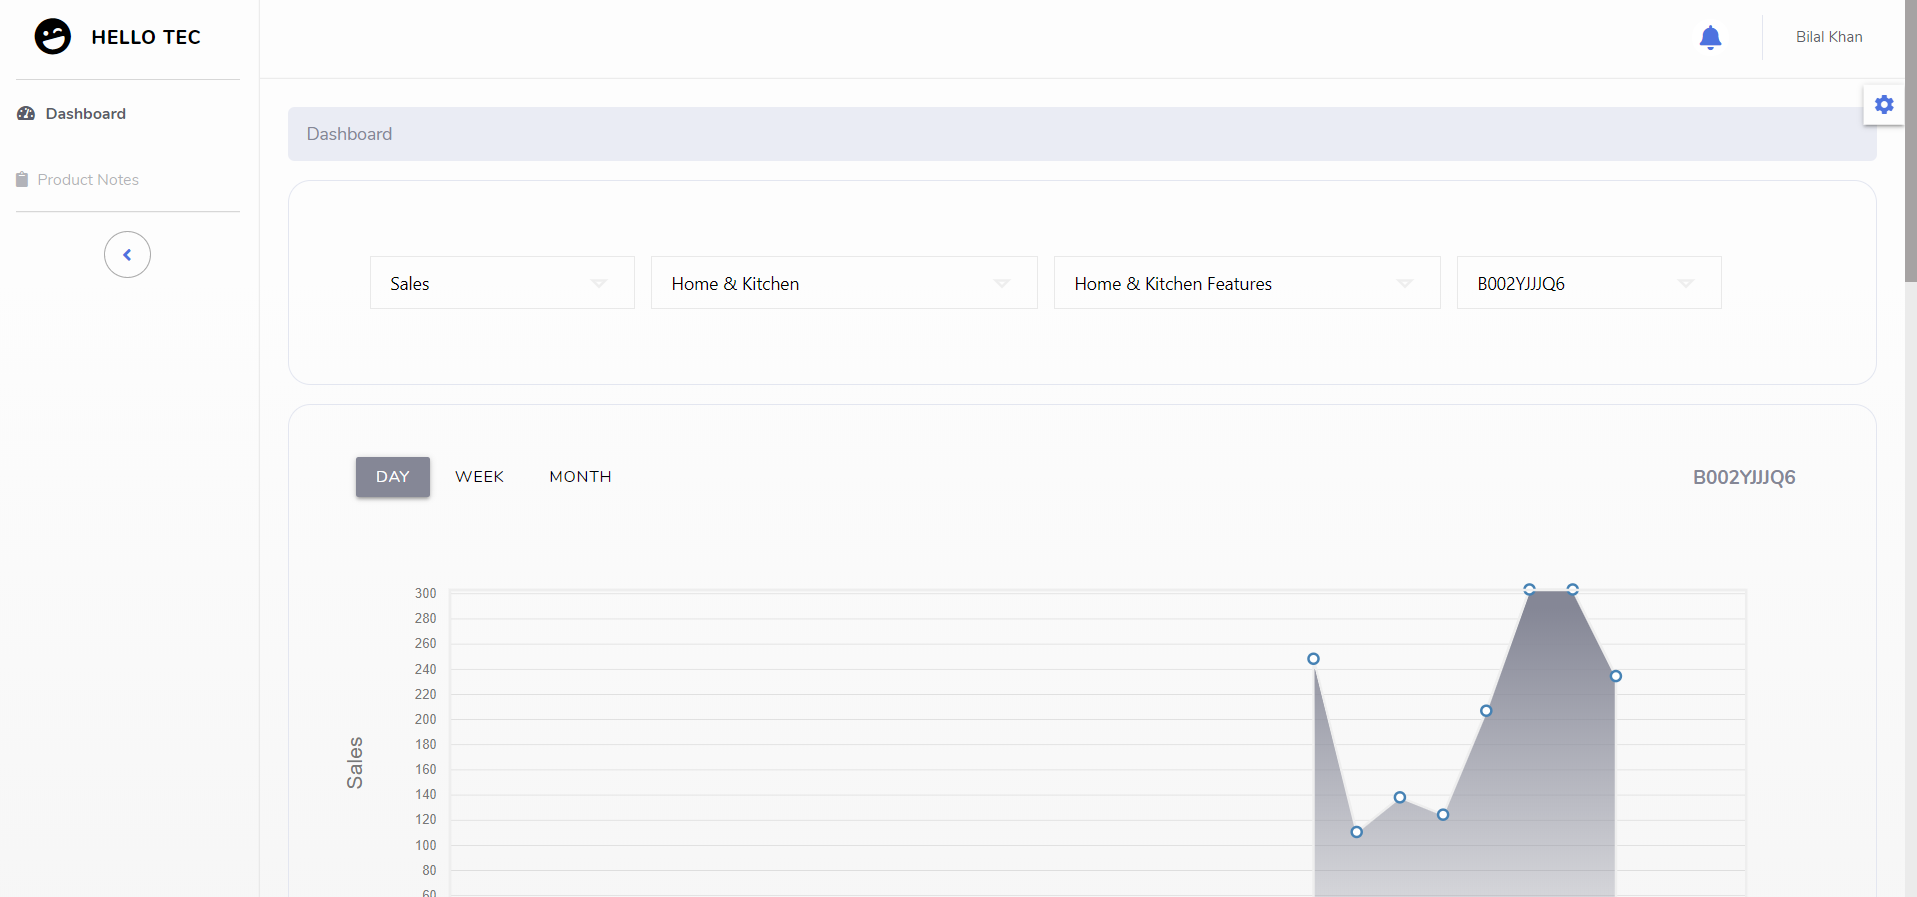 HELLO TEC
Bilal Khan
Dashboard
Product Notes
Dashboard
Sales
Home & Kitchen
Home & Kitchen Features
B002YJJJQ6
DAY
WEEK
MONTH
B002YJJJQ6
300
280
260
240
220
200
180
160
140
120
100
80
60
Sales